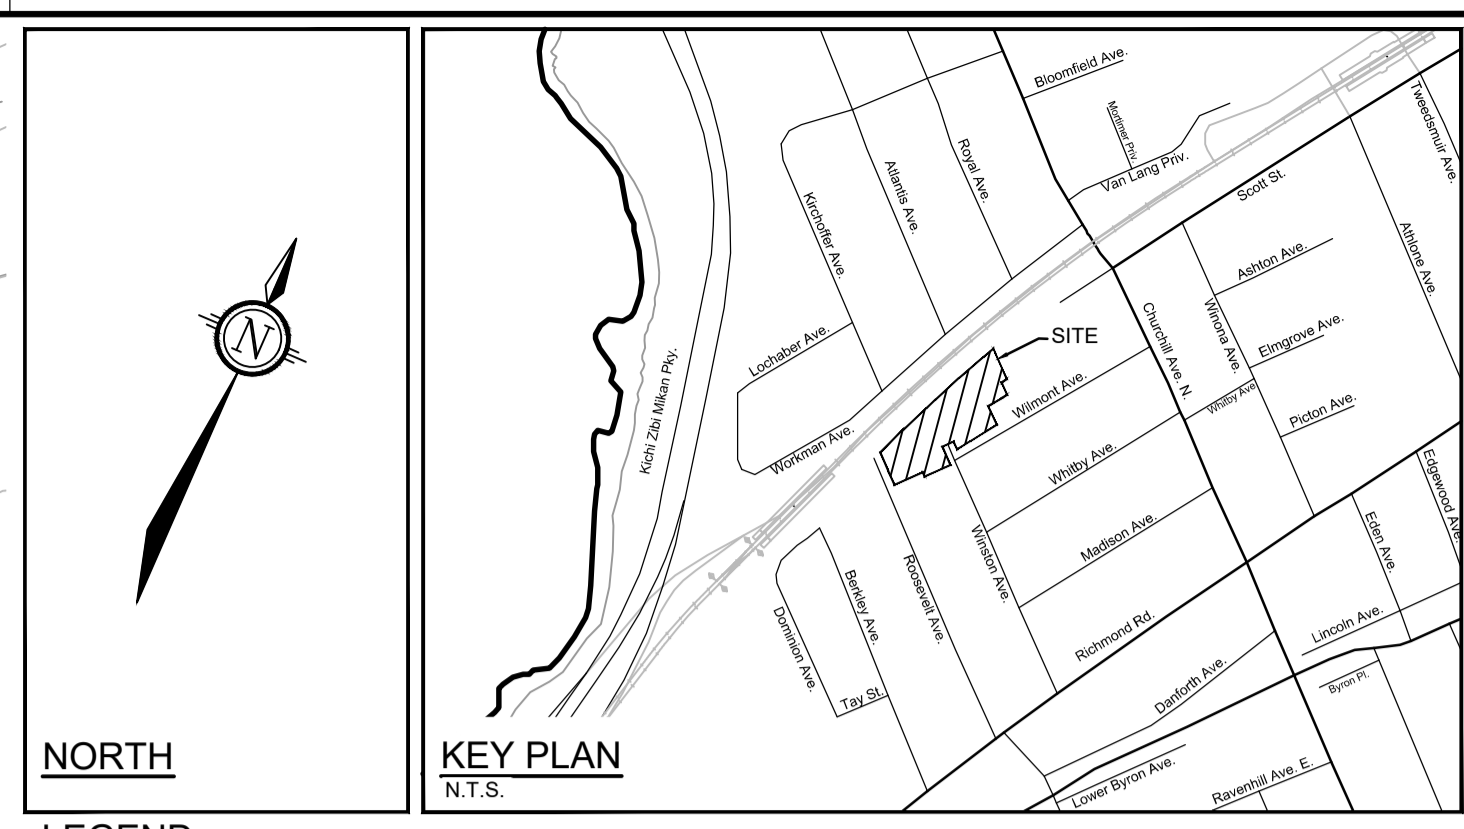 N
NORTH
Bloomfield Ave.
Mortimer Priv.
Van Lang Priv.
Tweedsmuir Ave.
Scott St.
Royal Ave.
Atlantis Ave.
Kirchoffer Ave.
Athlone Ave.
Ashton Ave.
Winona Ave.
Churchill Ave. N.
Elmgrove Ave.
SITE
Lochaber Ave.
Kichi Zibi Mikan Pky.
Wilmont Ave.
Whitby Ave
Picton Ave.
Workman Ave.
Whitby Ave.
Edgewood Ave.
Madison Ave.
Eden Ave.
Winston Ave.
Roosevelt Ave.
Berkley Ave.
Dominion Ave.
Richmond Rd.
Lincoln Ave.
Tay St.
Danforth Ave.
Byron Pl.
Lower Byron Ave.
Ravenhill Ave. E.
KEY PLAN
N.T.S.
LEGEND